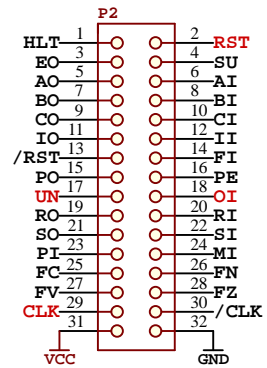 P2
HLT 1 2 RST
EO 3 4 SU
AO 5 6 AI
BO 7 8 BI
CO 9 10 CI
IO 11 12 II
/RST 13 14 FI
PO 15 16 PE
UN 17 18 OI
RO 19 20 RI
SO 21 22 SI
PI 23 24 MI
FC 25 26 FN
FV 27 28 FZ
CLK 29 30 /CLK
31 32
VCC GND